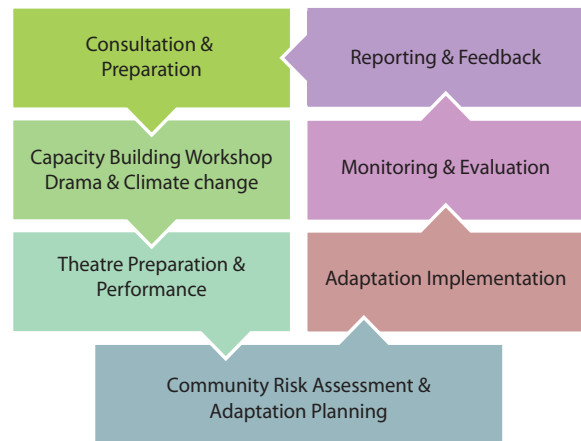 Consultation &
Preparation
Capacity Building Workshop
Drama & Climate change
Theatre Preparation &
Performance
Community Risk Assessment &
Adaptation Planning
Adaptation Implementation
Monitoring & Evaluation
Reporting & Feedback